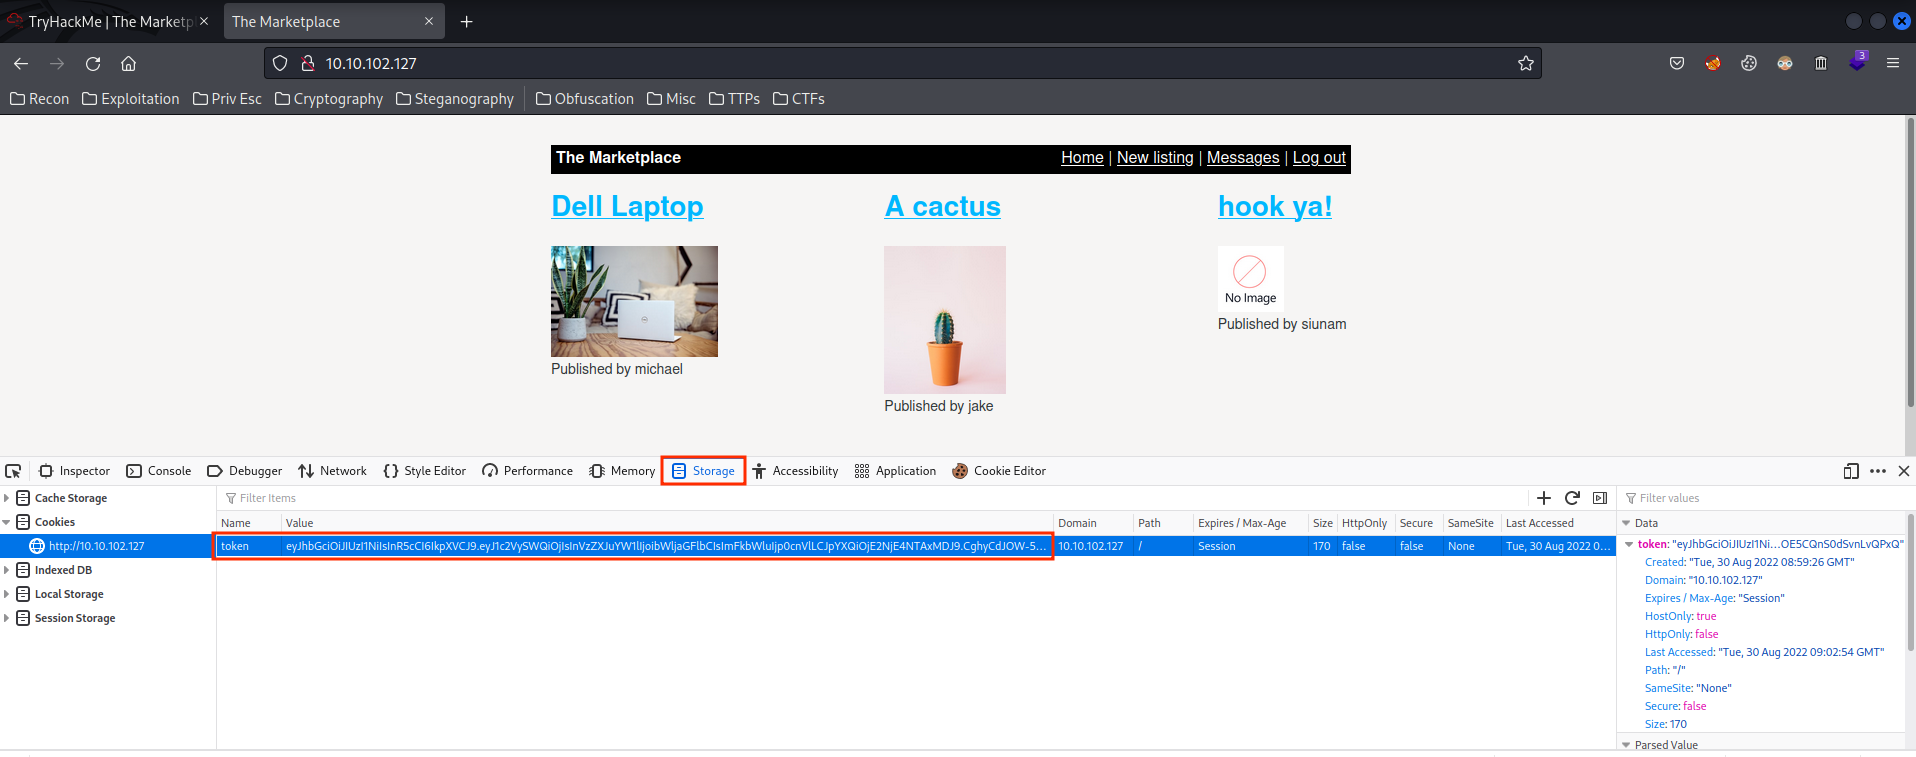 TryHackMe | The Marketp
The Marketplace
10.10.102.127
Recon Exploitation Priv Esc Cryptography Steganography Obfuscation Misc TTPs CTFs
3
The Marketplace Home | New listing | Messages | Log out
Dell Laptop
Published by michael
A cactus
Published by jake
hook ya!
No Image
Published by siunam
Inspector Console Debugger Network Style Editor Performance Memory Storage Accessibility Application Cookie Editor
Cache Storage
Cookies
http://10.10.102.127
Indexed DB
Local Storage
Session Storage
Filter Items
Name Value Domain Path Expires / Max-Age Size HttpOnly Secure SameSite Last Accessed
token eyJhbGciOiJIUzI1NiIsInR5cCI6IkpXVCJ9.eyJ1c2VySWQiOjIsInVzZXJuYW1lIjoibWljaGFlbCIsImFkbWluIjp0cnVlLCJpYXQiOjE2NjE4NTAxMDJ9.CghyCdJOW-5... 10.10.102.127 / Session 170 false false None Tue, 30 Aug 2022 0...
Filter values
Data
token: "eyJhbGciOiJIUzI1Ni...OE5CQnS0dSvnLvQPxQ"
Created: "Tue, 30 Aug 2022 08:59:26 GMT"
Domain: "10.10.102.127"
Expires / Max-Age: "Session"
HostOnly: true
HttpOnly: false
Last Accessed: "Tue, 30 Aug 2022 09:02:54 GMT"
Path: "/"
SameSite: "None"
Secure: false
Size: 170
Parsed Value